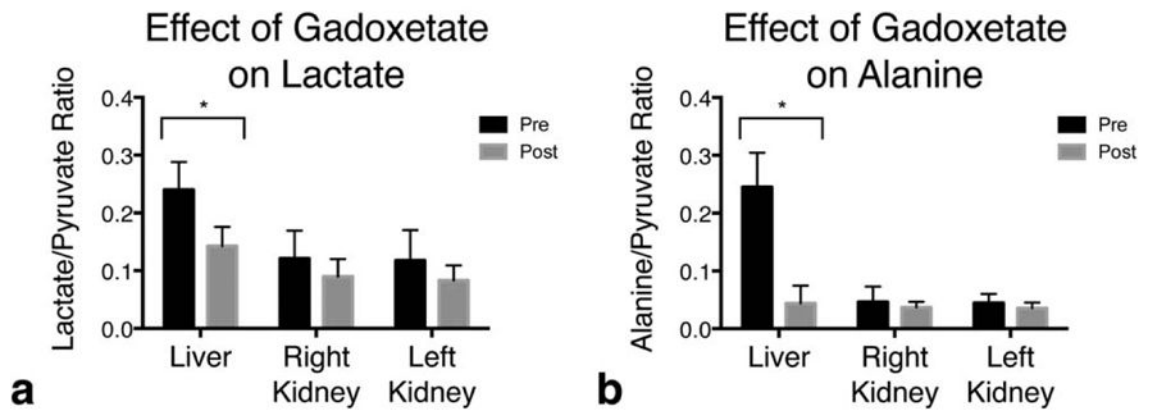 Effect of Gadoxetate
on Lactate
Lactate/Pyruvate Ratio
0.4
0.3
0.2
0.1
0.0
*
Pre
Post
Liver
Right
Kidney
Left
Kidney
a
Effect of Gadoxetate
on Alanine
Alanine/Pyruvate Ratio
0.4
0.3
0.2
0.1
0.0
*
Pre
Post
Liver
Right
Kidney
Left
Kidney
b